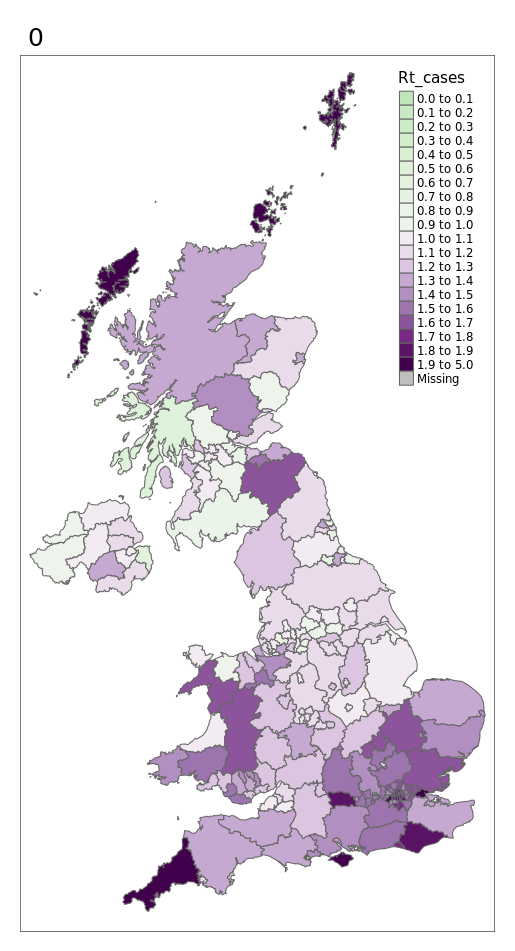 0
Rt_cases
0.0 to 0.1
0.1 to 0.2
0.2 to 0.3
0.3 to 0.4
0.4 to 0.5
0.5 to 0.6
0.6 to 0.7
0.7 to 0.8
0.8 to 0.9
0.9 to 1.0
1.0 to 1.1
1.1 to 1.2
1.2 to 1.3
1.3 to 1.4
1.4 to 1.5
1.5 to 1.6
1.6 to 1.7
1.7 to 1.8
1.8 to 1.9
1.9 to 5.0
Missing